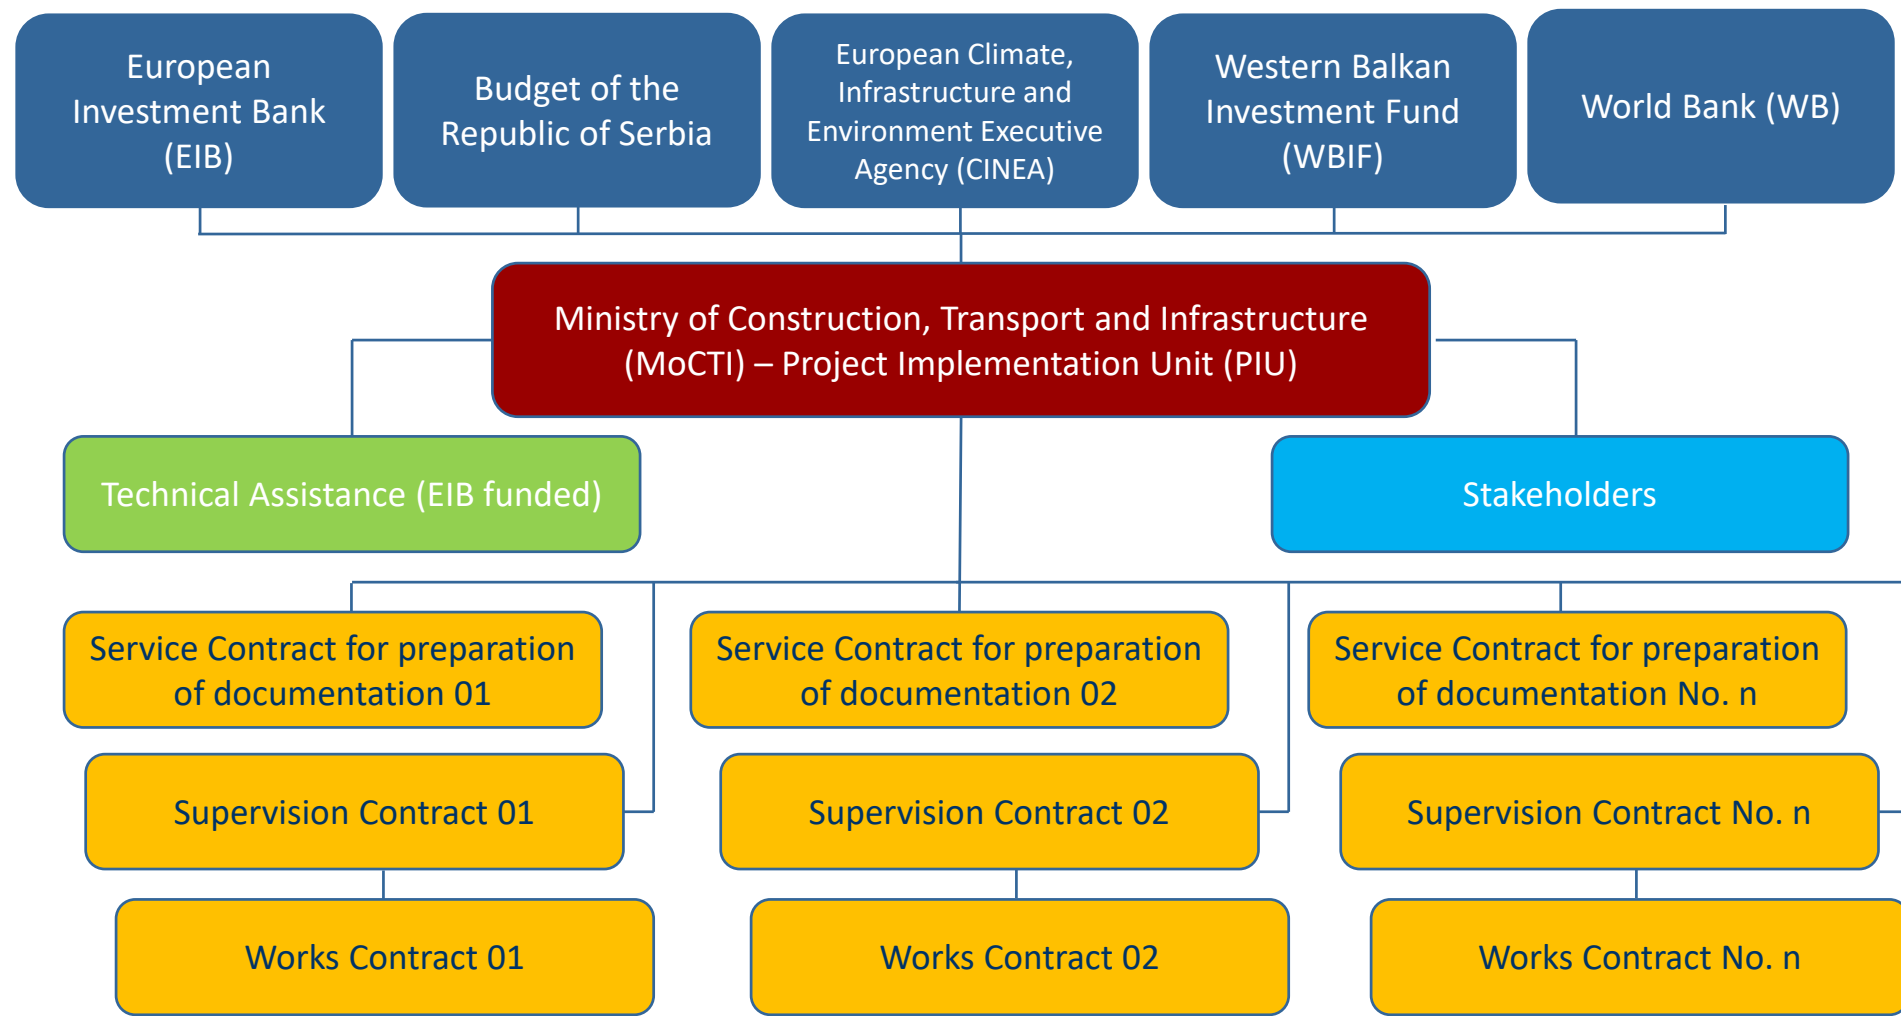 European
Investment Bank
(EIB)
Budget of the
Republic of Serbia
European Climate,
Infrastructure and
Environment Executive
Agency (CINEA)
Western Balkan
Investment Fund
(WBIF)
World Bank (WB)
Ministry of Construction, Transport and Infrastructure
(MoCTI) – Project Implementation Unit (PIU)
Technical Assistance (EIB funded)
Stakeholders
Service Contract for preparation
of documentation 01
Service Contract for preparation
of documentation 02
Service Contract for preparation
of documentation No. n
Supervision Contract 01
Supervision Contract 02
Supervision Contract No. n
Works Contract 01
Works Contract 02
Works Contract No. n